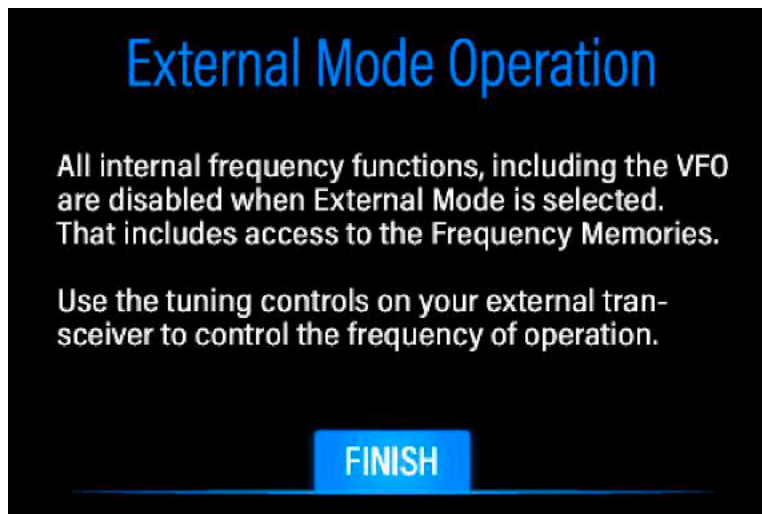 External Mode Operation
All internal frequency functions, including the VFO
are disabled when External Mode is selected.
That includes access to the Frequency Memories.
Use the tuning controls on your external tran-
sceiver to control the frequency of operation.
FINISH